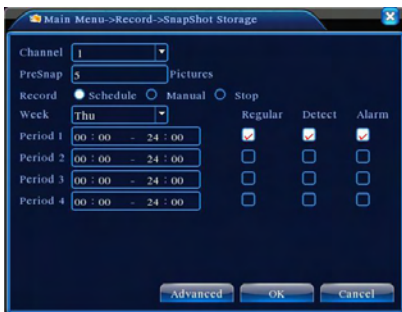 Main Menu->Record->SnapShot Storage
Channel 1
PreSnap 5 Pictures
Record Schedule Manual Stop
Week Thu Regular Detect Alarm
Period 1 00 : 00 - 24 : 00
Period 2 00 : 00 - 24 : 00
Period 3 00 : 00 - 24 : 00
Period 4 00 : 00 - 24 : 00
Advanced OK Cancel